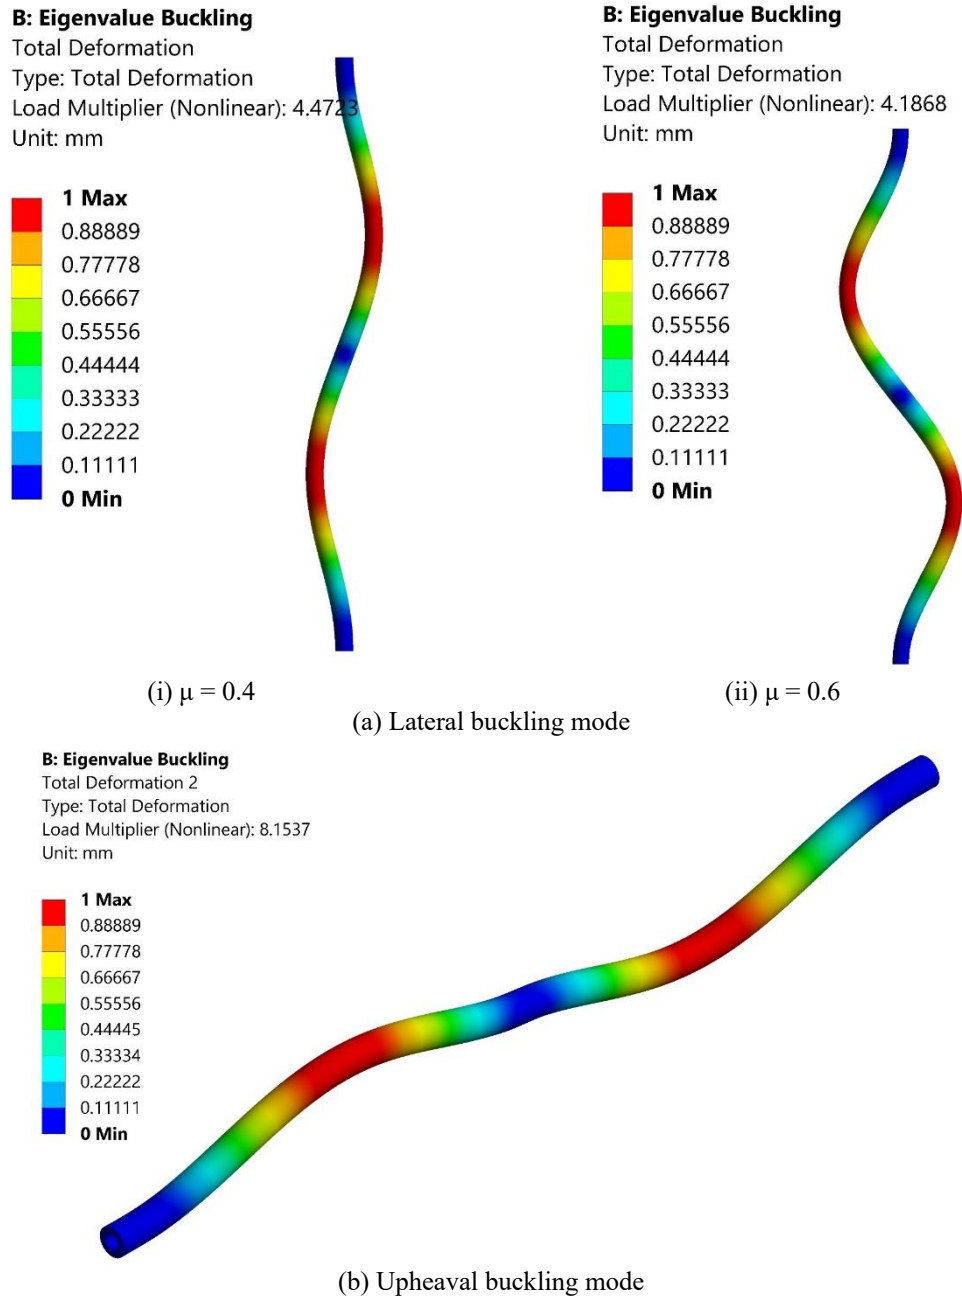 B: Eigenvalue Buckling
Total Deformation
Type: Total Deformation
Load Multiplier (Nonlinear): 4.4723
Unit: mm
1 Max
0.88889
0.77778
0.66667
0.55556
0.44444
0.33333
0.22222
0.11111
0 Min
(i) μ = 0.4
B: Eigenvalue Buckling
Total Deformation
Type: Total Deformation
Load Multiplier (Nonlinear): 4.1868
Unit: mm
1 Max
0.88889
0.77778
0.66667
0.55556
0.44444
0.33333
0.22222
0.11111
0 Min
(ii) μ = 0.6
(a) Lateral buckling mode
B: Eigenvalue Buckling
Total Deformation 2
Type: Total Deformation
Load Multiplier (Nonlinear): 8.1537
Unit: mm
1 Max
0.88889
0.77778
0.66667
0.55556
0.44445
0.33334
0.22222
0.11111
0 Min
(b) Upheaval buckling mode